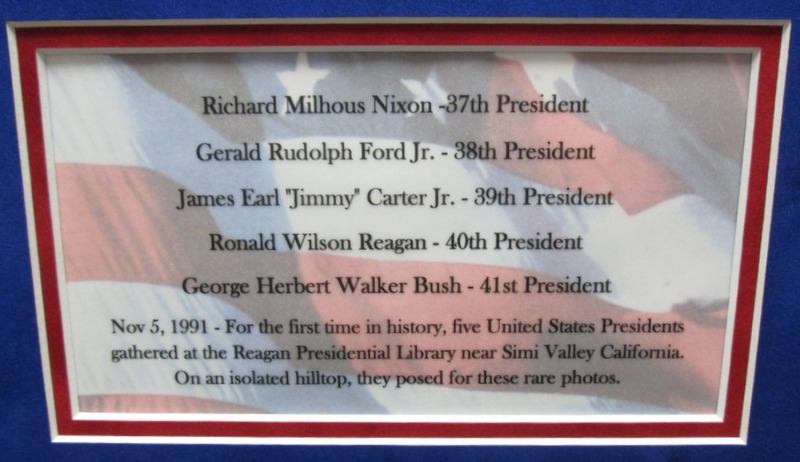 Richard Milhous Nixon -37th President
Gerald Rudolph Ford Jr. - 38th President
James Earl "Jimmy" Carter Jr. - 39th President
Ronald Wilson Reagan - 40th President
George Herbert Walker Bush - 41st President
Nov 5, 1991 - For the first time in history, five United States Presidents
gathered at the Reagan Presidential Library near Simi Valley California.
On an isolated hilltop, they posed for these rare photos.